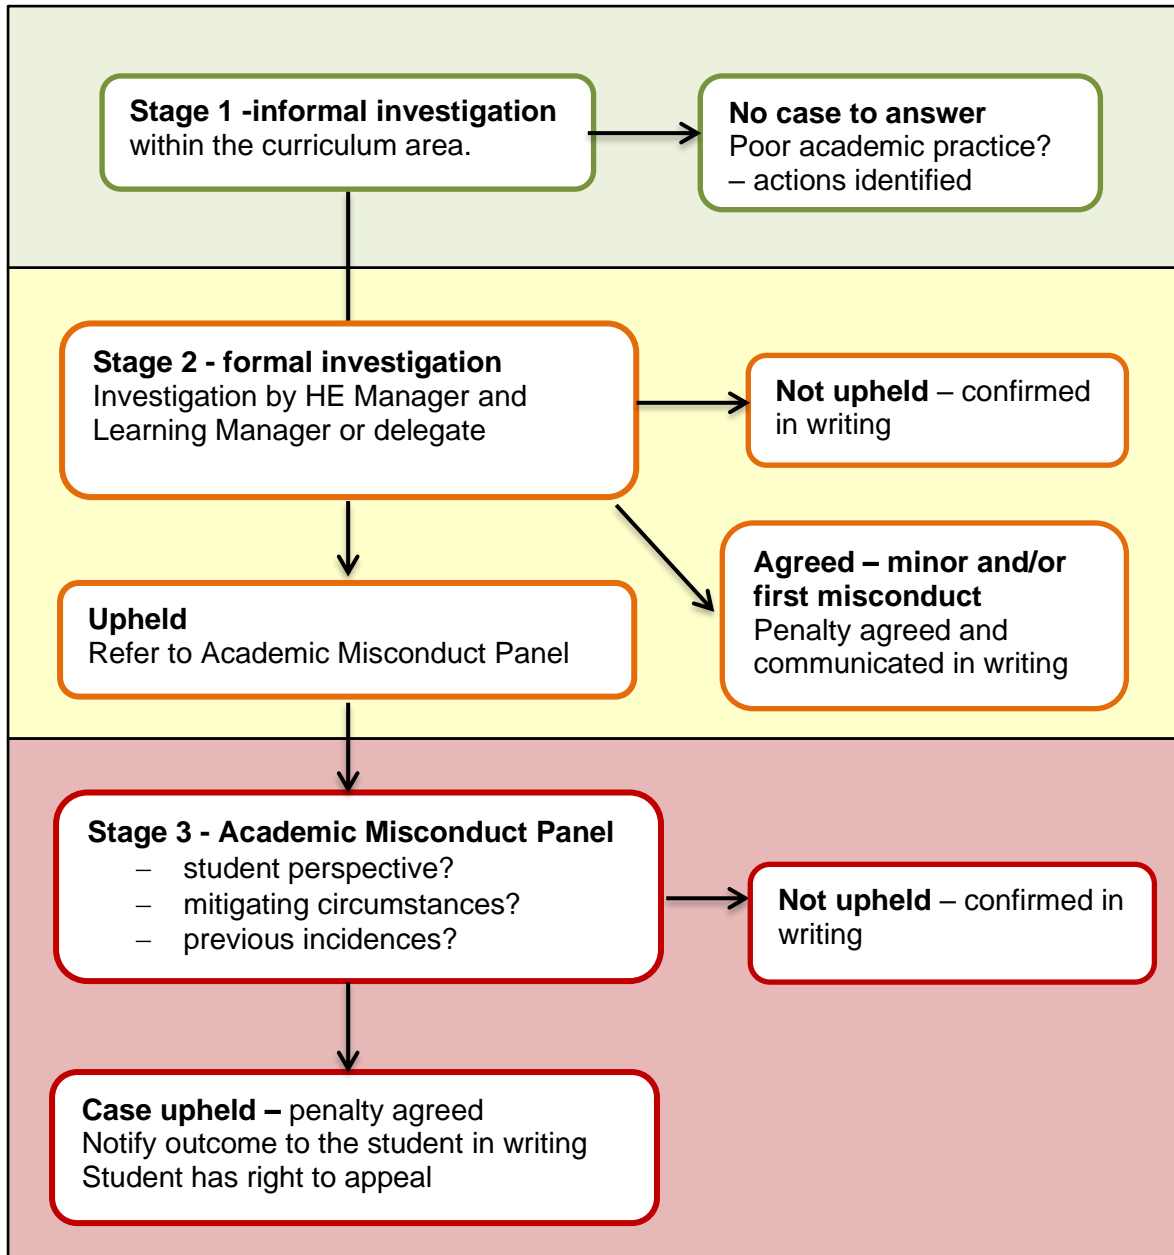 Stage 1 -informal investigation
within the curriculum area.
No case to answer
Poor academic practice?
– actions identified
Stage 2 - formal investigation
Investigation by HE Manager and
Learning Manager or delegate
Not upheld – confirmed
in writing
Agreed – minor and/or
first misconduct
Penalty agreed and
communicated in writing
Upheld
Refer to Academic Misconduct Panel
Stage 3 - Academic Misconduct Panel
– student perspective?
– mitigating circumstances?
– previous incidences?
Not upheld – confirmed in
writing
Case upheld – penalty agreed
Notify outcome to the student in writing
Student has right to appeal